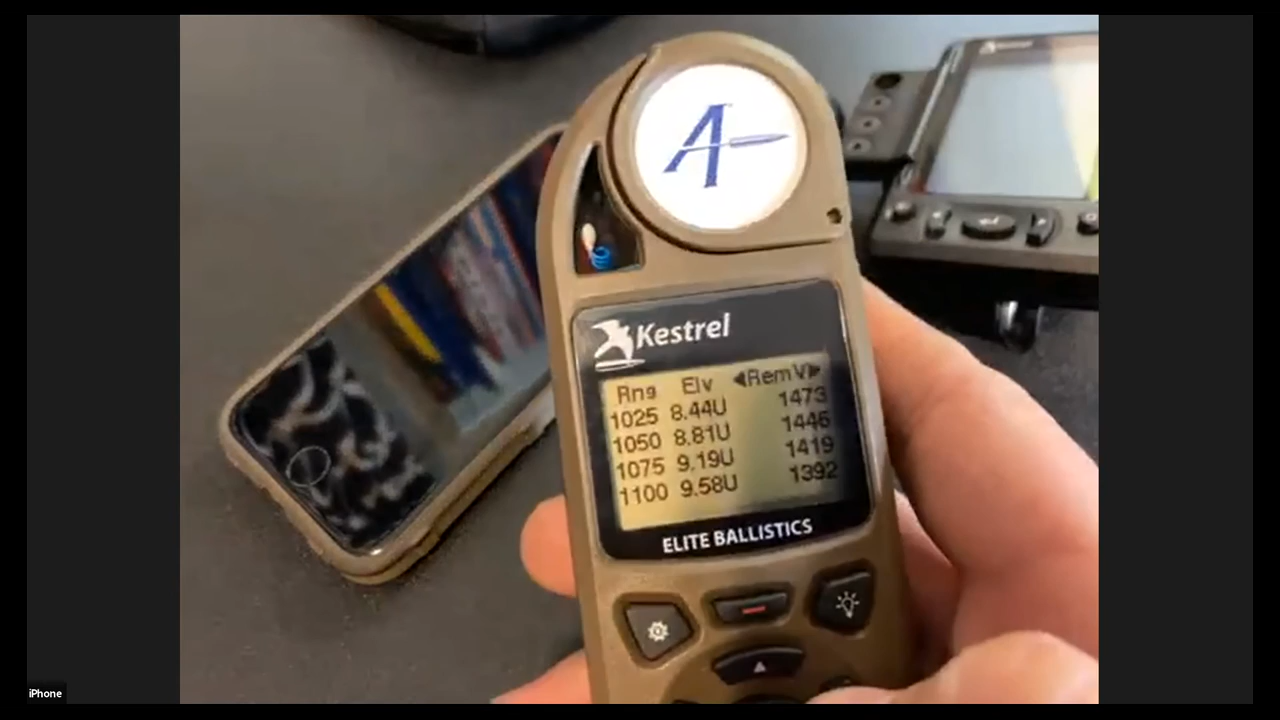 A
Kestrel
Rng Elv ◀RemV▶
1025 8.44U 1473
1050 8.81U 1446
1075 9.19U 1419
1100 9.58U 1392
ELITE BALLISTICS
iPhone